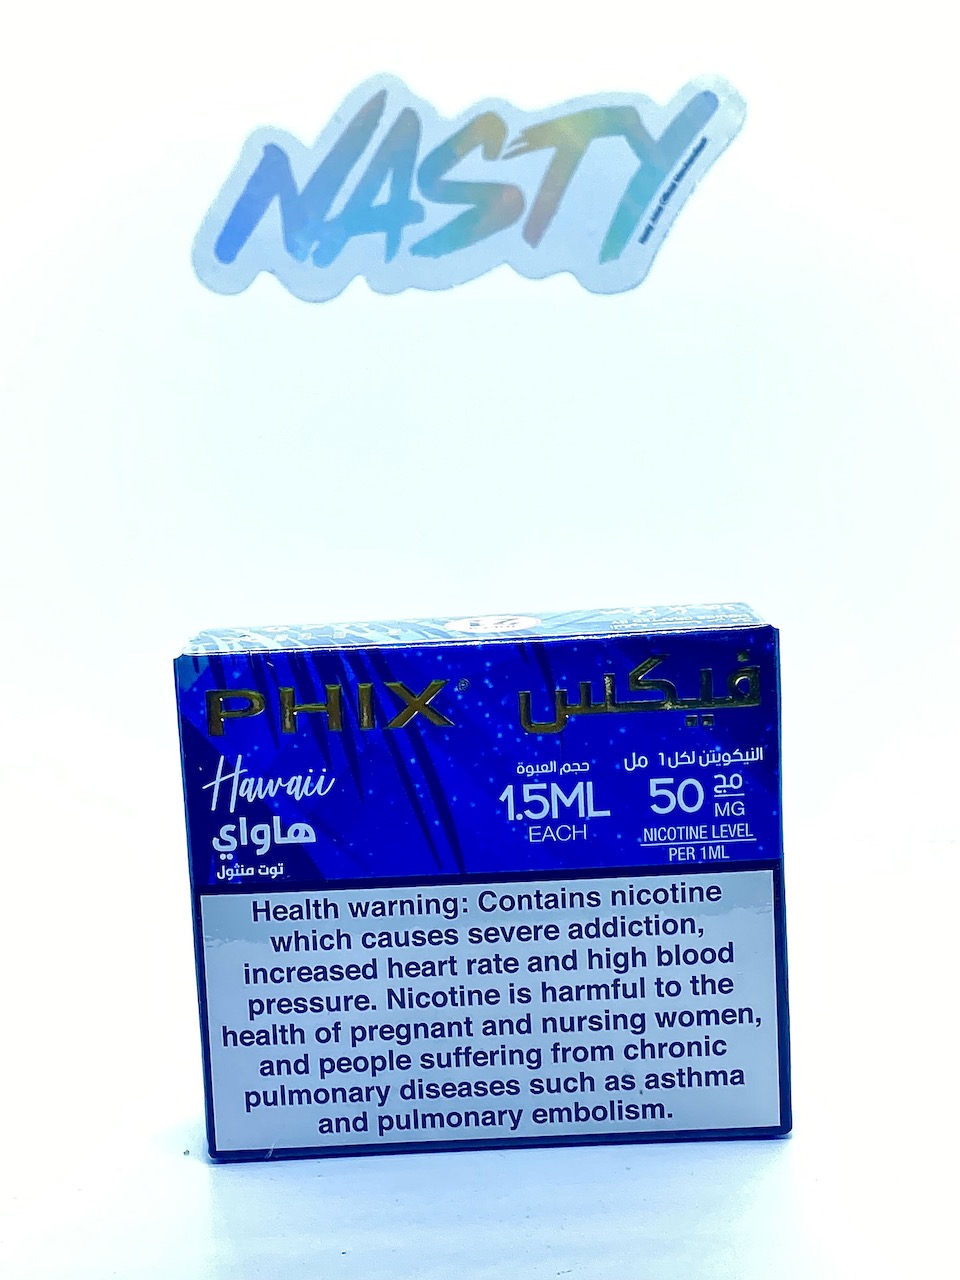 NASTY
PHIX® فيكس
Hawaii
هاواي
توت منثول
حجم العبوة
1.5ML
EACH
النيكويتن لكل 1 مل
50 مج
MG
NICOTINE LEVEL
PER 1ML
Health warning: Contains nicotine
which causes severe addiction,
increased heart rate and high blood
pressure. Nicotine is harmful to the
health of pregnant and nursing women,
and people suffering from chronic
pulmonary diseases such as asthma
and pulmonary embolism.